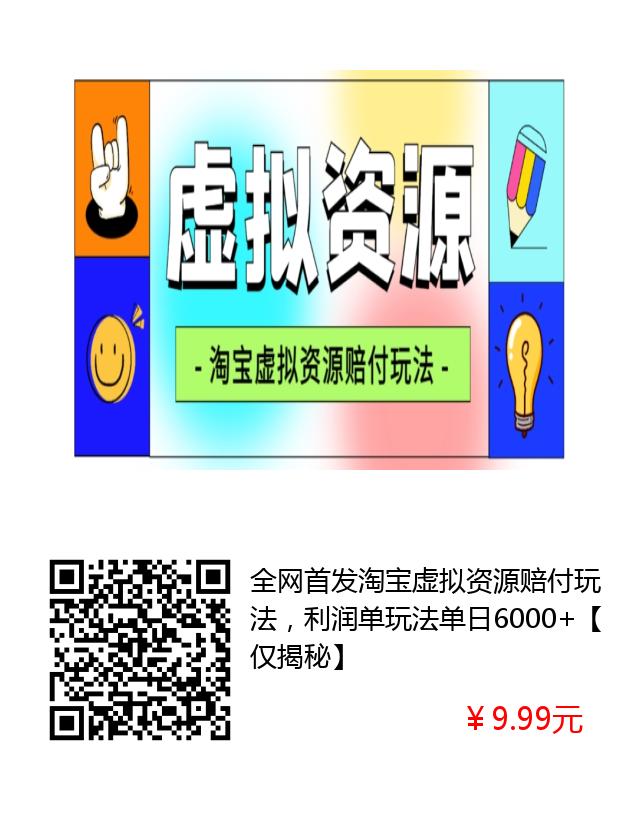 虚拟资源
- 淘宝虚拟资源赔付玩法 -
全网首发淘宝虚拟资源赔付玩
法，利润单玩法单日6000+【
仅揭秘】
￥9.99元